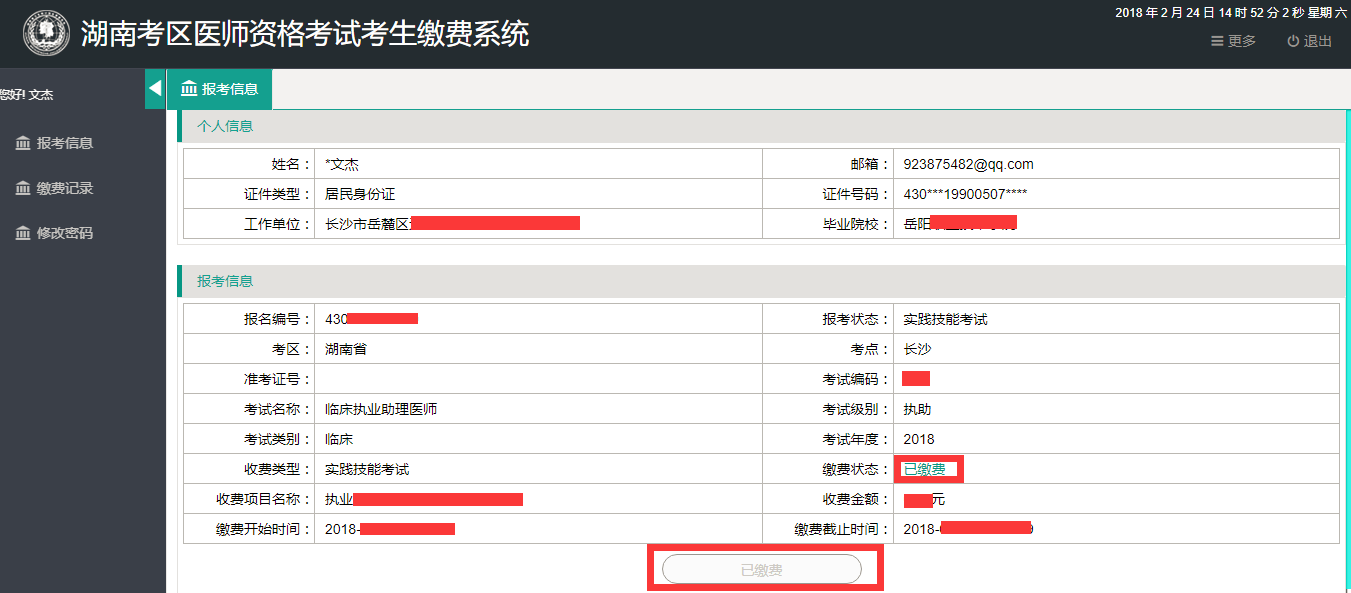 2018 年 2 月 24 日 14 时 52 分 2 秒 星期 六
湖南考区医师资格考试考生缴费系统
更多 退出
您好! 文杰
报考信息
报考信息
缴费记录
修改密码
个人信息
姓名： *文杰 邮箱： 923875482@qq.com
证件类型： 居民身份证 证件号码： 430***19900507****
工作单位： 长沙市岳麓区 毕业院校： 岳阳
报考信息
报名编号： 430 报考状态： 实践技能考试
考区： 湖南省 考点： 长沙
准考证号： 考试编码：
考试名称： 临床执业助理医师 考试级别： 执助
考试类别： 临床 考试年度： 2018
收费类型： 实践技能考试 缴费状态： 已缴费
收费项目名称： 执业 收费金额： 元
缴费开始时间： 2018- 缴费截止时间： 2018-
已缴费